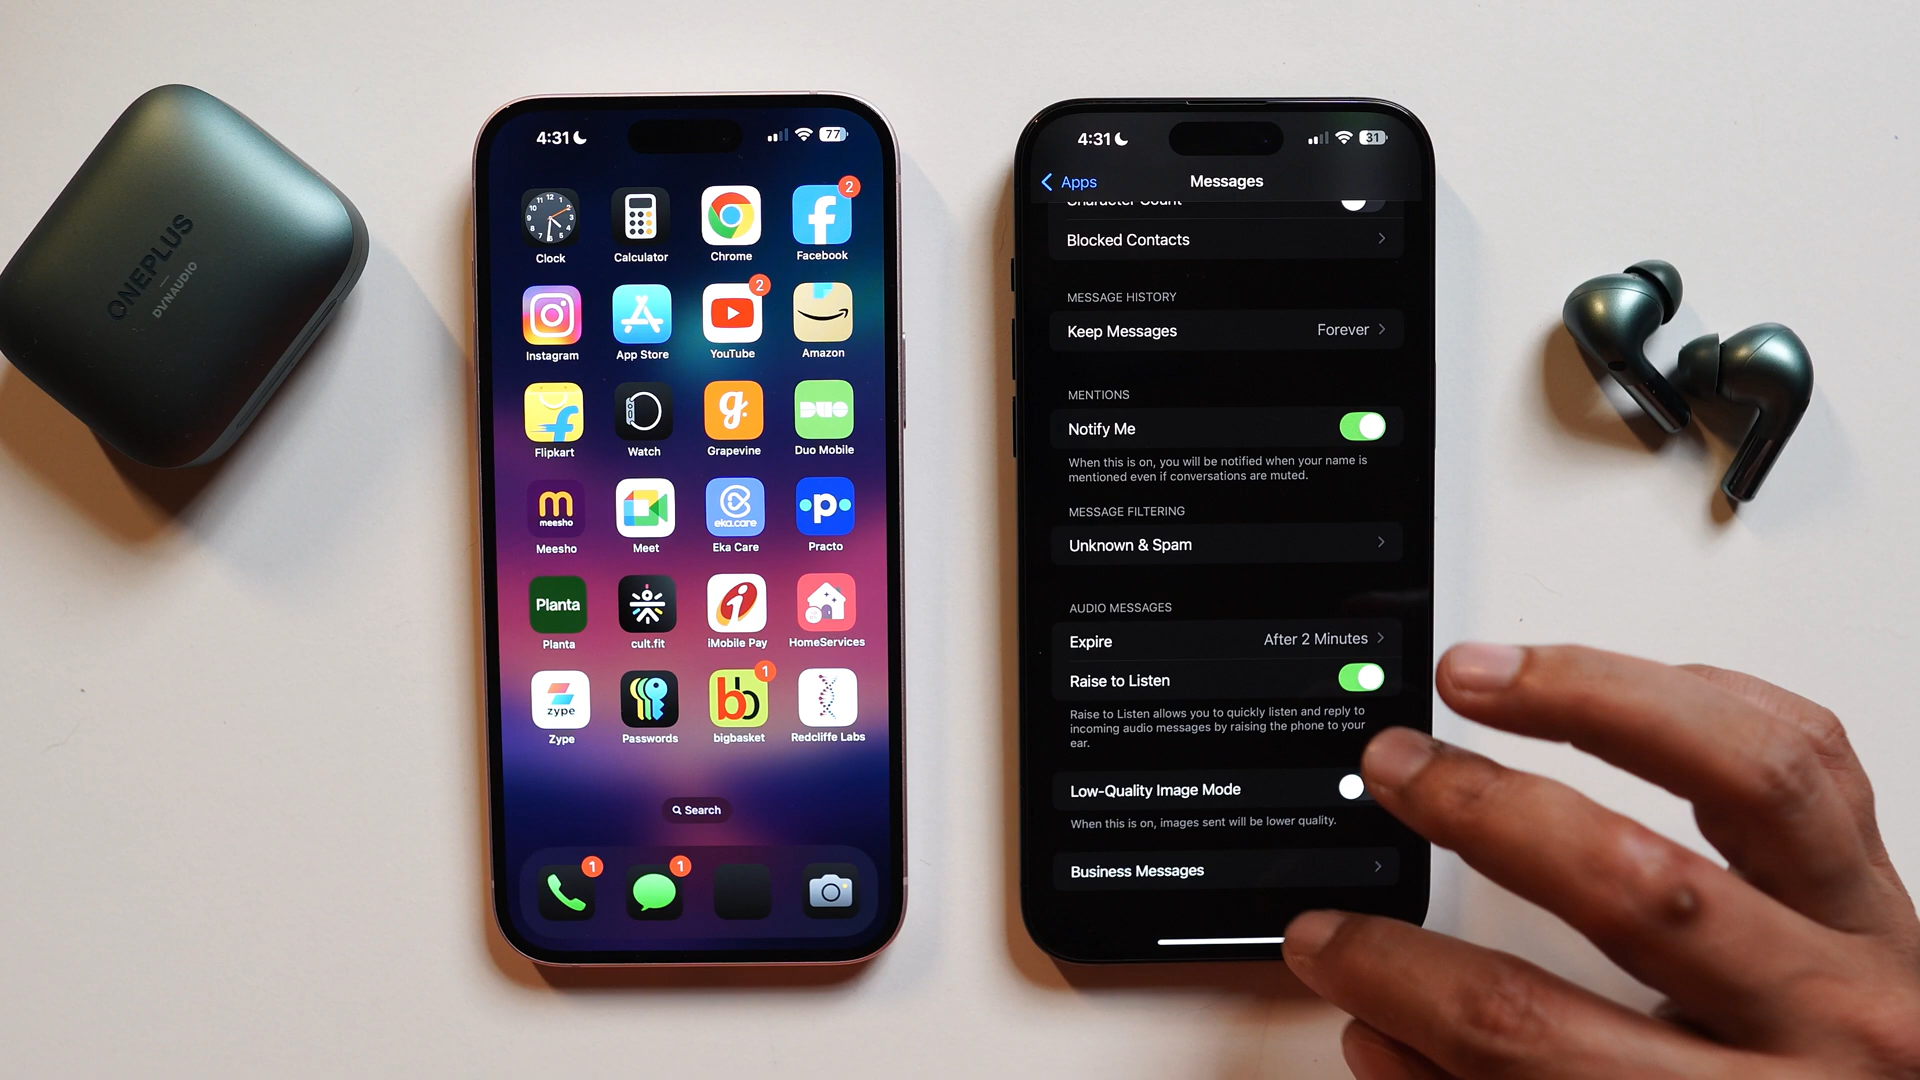 ONEPLUS
DYNAUDIO
4:31
77
2
Clock
Calculator
Chrome
Facebook
2
Instagram
App Store
YouTube
Amazon
DUO
Flipkart
Watch
Grapevine
Duo Mobile
meesho
eka.care
Meesho
Meet
Eka Care
Practo
Planta
Planta
cult.fit
iMobile Pay
HomeServices
zype
bb
1
Zype
Passwords
bigbasket
Redcliffe Labs
Search
1
1
4:31
31
Apps
Messages
Character Count
Blocked Contacts
MESSAGE HISTORY
Keep Messages Forever
MENTIONS
Notify Me
When this is on, you will be notified when your name is
mentioned even if conversations are muted.
MESSAGE FILTERING
Unknown & Spam
AUDIO MESSAGES
Expire After 2 Minutes
Raise to Listen
Raise to Listen allows you to quickly listen and reply to
incoming audio messages by raising the phone to your
ear.
Low-Quality Image Mode
When this is on, images sent will be lower quality.
Business Messages